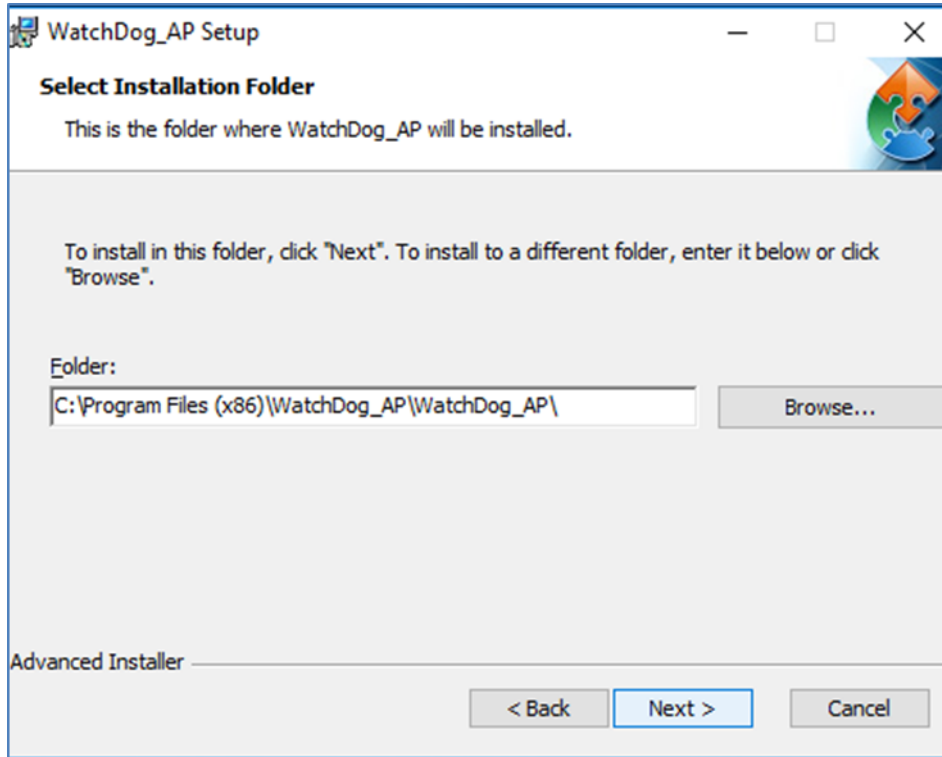 WatchDog_AP Setup
Select Installation Folder
This is the folder where WatchDog_AP will be installed.
To install in this folder, click "Next". To install to a different folder, enter it below or click
"Browse".
Folder:
C:\Program Files (x86)\WatchDog_AP\WatchDog_AP\
Browse...
Advanced Installer
< Back
Next >
Cancel